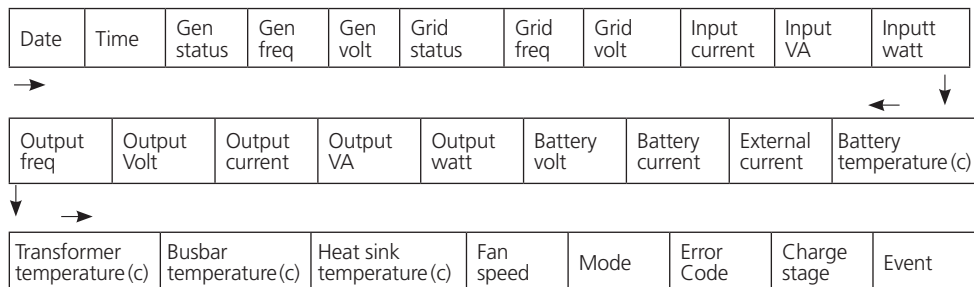 Date Time Gen status Gen freq Gen volt Grid status Grid freq Grid volt Input current Input VA Inputt watt
Output freq Output Volt Output current Output VA Output watt Battery volt Battery current External current Battery temperature (c)
Transformer temperature (c) Busbar temperature (c) Heat sink temperature (c) Fan speed Mode Error Code Charge stage Event